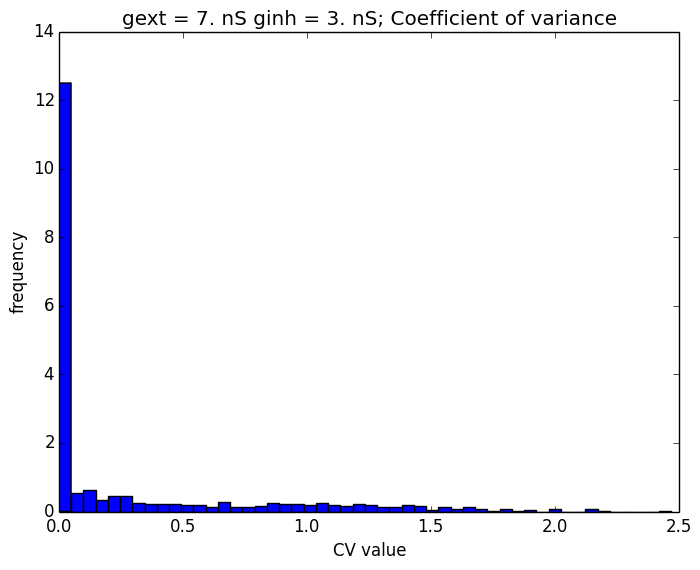 gext = 7. nS ginh = 3. nS; Coefficient of variance
14
12
10
8
6
4
2
0
frequency
0.0 0.5 1.0 1.5 2.0 2.5
CV value